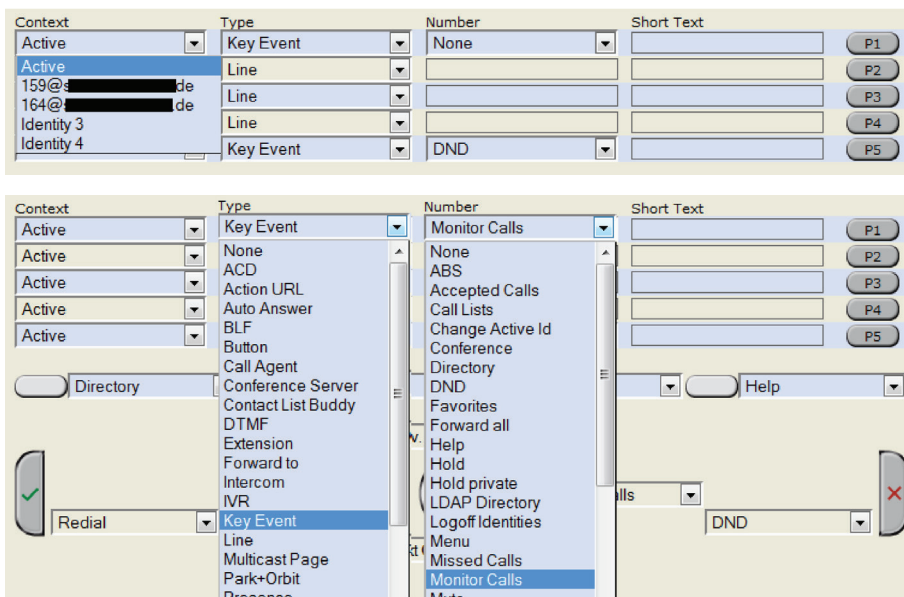 Context Type Number Short Text
Active Key Event None P1
Active Line P2
159@s de
164@ .de Line P3
Identity 3 Line P4
Identity 4 Key Event DND P5
Context Type Number Short Text
Active Key Event Monitor Calls P1
Active None None P2
ACD ABS
Active Action URL Accepted Calls P3
Active Auto Answer Call Lists P4
Active BLF Change Active Id P5
Button Conference
Call Agent Directory
Directory Conference Server DND Help
Contact List Buddy Favorites
DTMF Forward all
Extension Help
Forward to Hold
Intercom Hold private
IVR LDAP Directory
Redial Key Event Logoff Identities DND
Line Menu
Multicast Page Missed Calls
Park+Orbit Monitor Calls